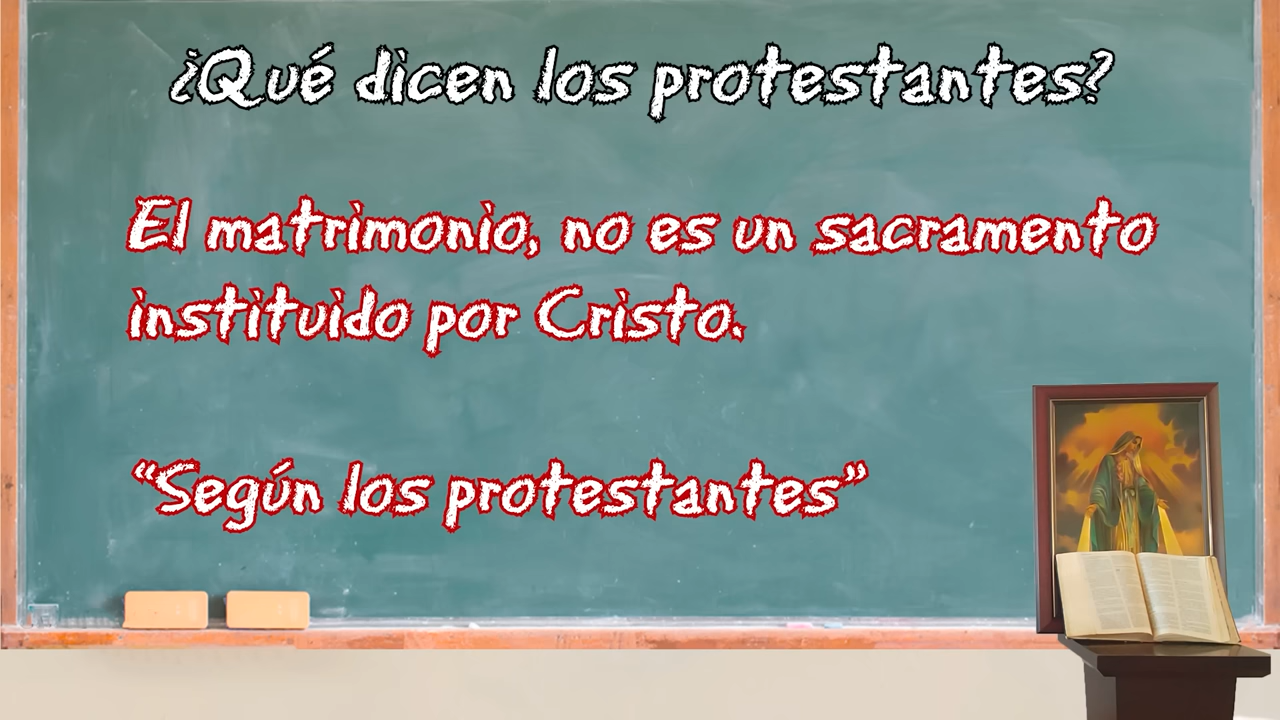 ¿Qué dicen los protestantes?
El matrimonio, no es un sacramento
instituido por Cristo.
“Según los protestantes”